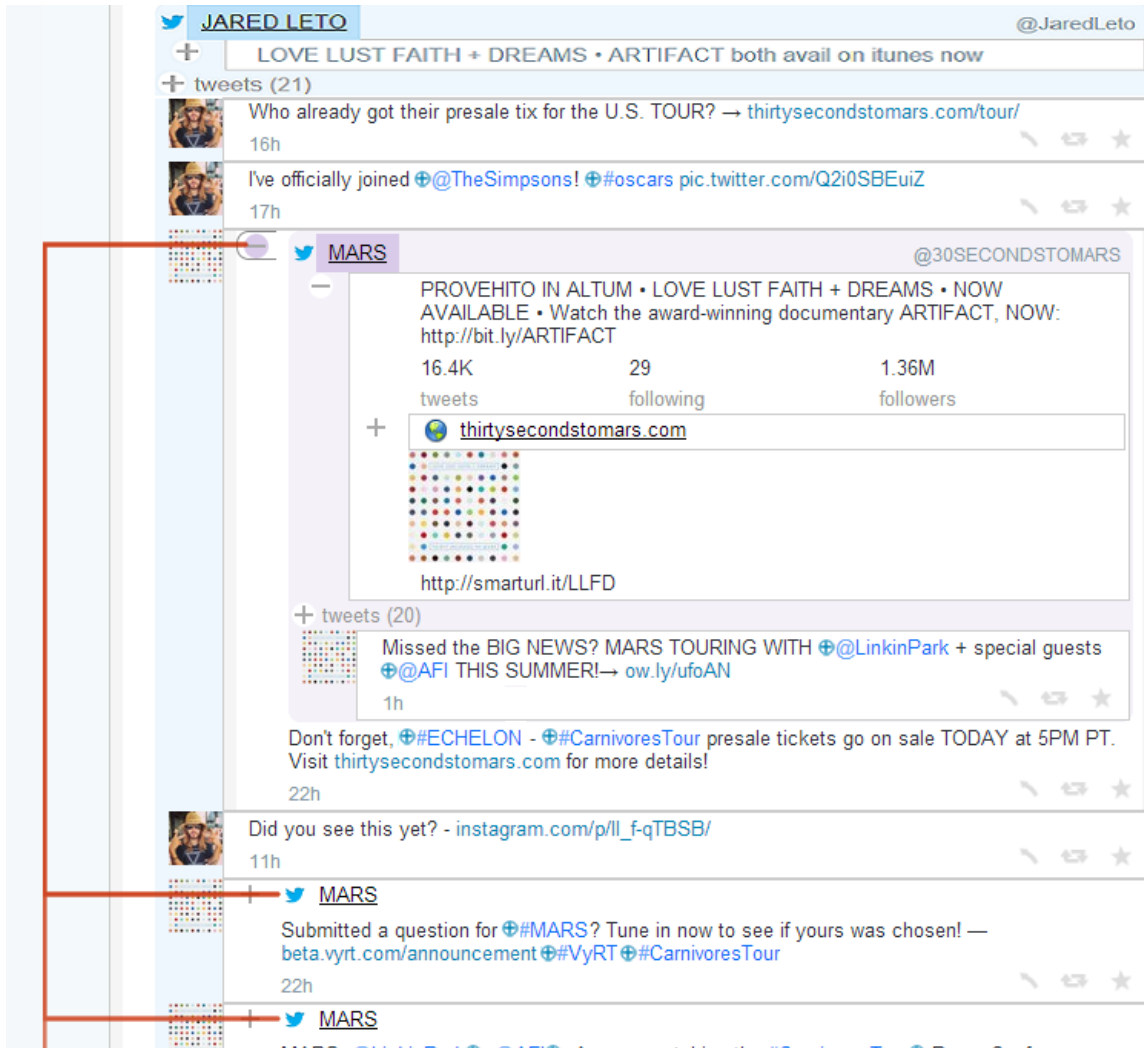 JARED LETO @JaredLeto
+ LOVE LUST FAITH + DREAMS • ARTIFACT both avail on itunes now
+ tweets (21)
Who already got their presale tix for the U.S. TOUR? → thirtysecondstomars.com/tour/
16h
I've officially joined @TheSimpsons! #oscars pic.twitter.com/Q2i0SBEuiZ
17h
MARS @30SECONDSTOMARS
PROVEHITO IN ALTUM • LOVE LUST FAITH + DREAMS • NOW
AVAILABLE • Watch the award-winning documentary ARTIFACT, NOW:
http://bit.ly/ARTIFACT
16.4K 29 1.36M
tweets following followers
+ thirtysecondstomars.com
http://smarturl.it/LLFD
+ tweets (20)
Missed the BIG NEWS? MARS TOURING WITH @LinkinPark + special guests
@AFI THIS SUMMER!→ ow.ly/ufoAN
1h
Don't forget, #ECHELON - #CarnivoresTour presale tickets go on sale TODAY at 5PM PT.
Visit thirtysecondstomars.com for more details!
22h
Did you see this yet? - instagram.com/p/ll_f-qTBSB/
11h
+ MARS
Submitted a question for #MARS? Tune in now to see if yours was chosen! —
beta.vyrt.com/announcement #VyRT #CarnivoresTour
22h
+ MARS